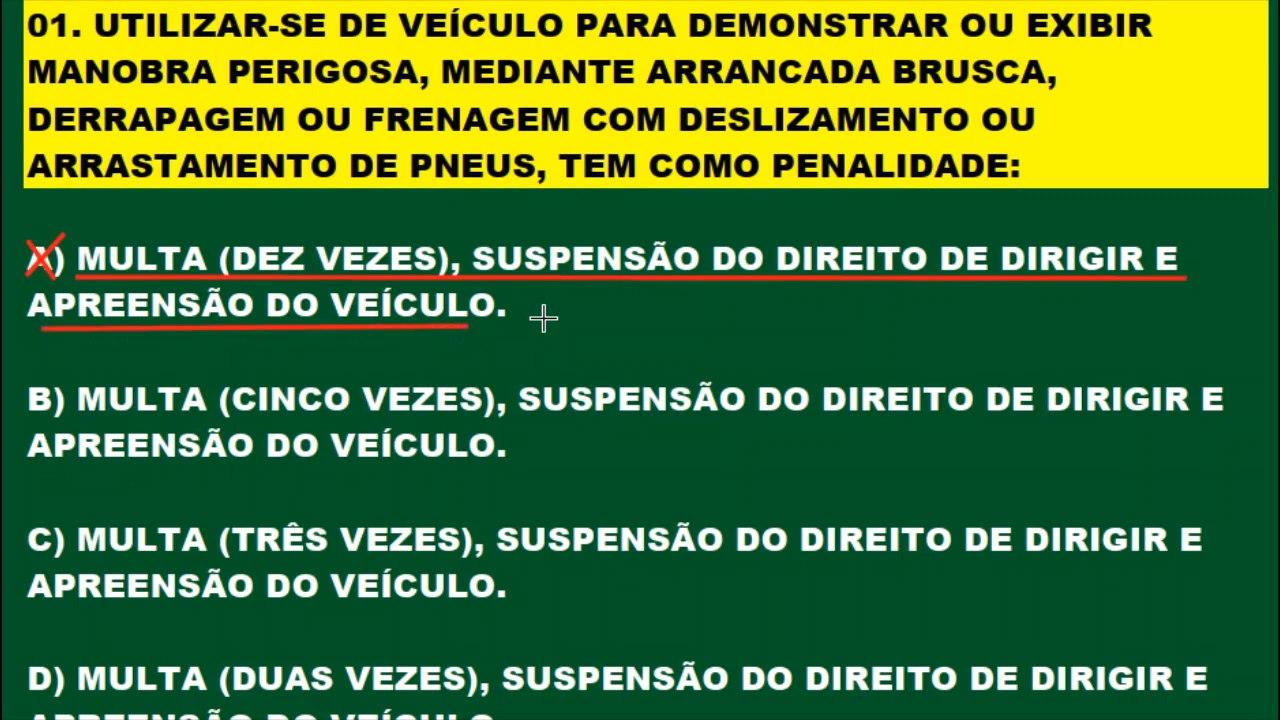 01. UTILIZAR-SE DE VEÍCULO PARA DEMONSTRAR OU EXIBIR
MANOBRA PERIGOSA, MEDIANTE ARRANCADA BRUSCA,
DERRAPAGEM OU FRENAGEM COM DESLIZAMENTO OU
ARRASTAMENTO DE PNEUS, TEM COMO PENALIDADE:
A) MULTA (DEZ VEZES), SUSPENSÃO DO DIREITO DE DIRIGIR E
APREENSÃO DO VEÍCULO.
B) MULTA (CINCO VEZES), SUSPENSÃO DO DIREITO DE DIRIGIR E
APREENSÃO DO VEÍCULO.
C) MULTA (TRÊS VEZES), SUSPENSÃO DO DIREITO DE DIRIGIR E
APREENSÃO DO VEÍCULO.
D) MULTA (DUAS VEZES), SUSPENSÃO DO DIREITO DE DIRIGIR E
APREENSÃO DO VEÍCULO.